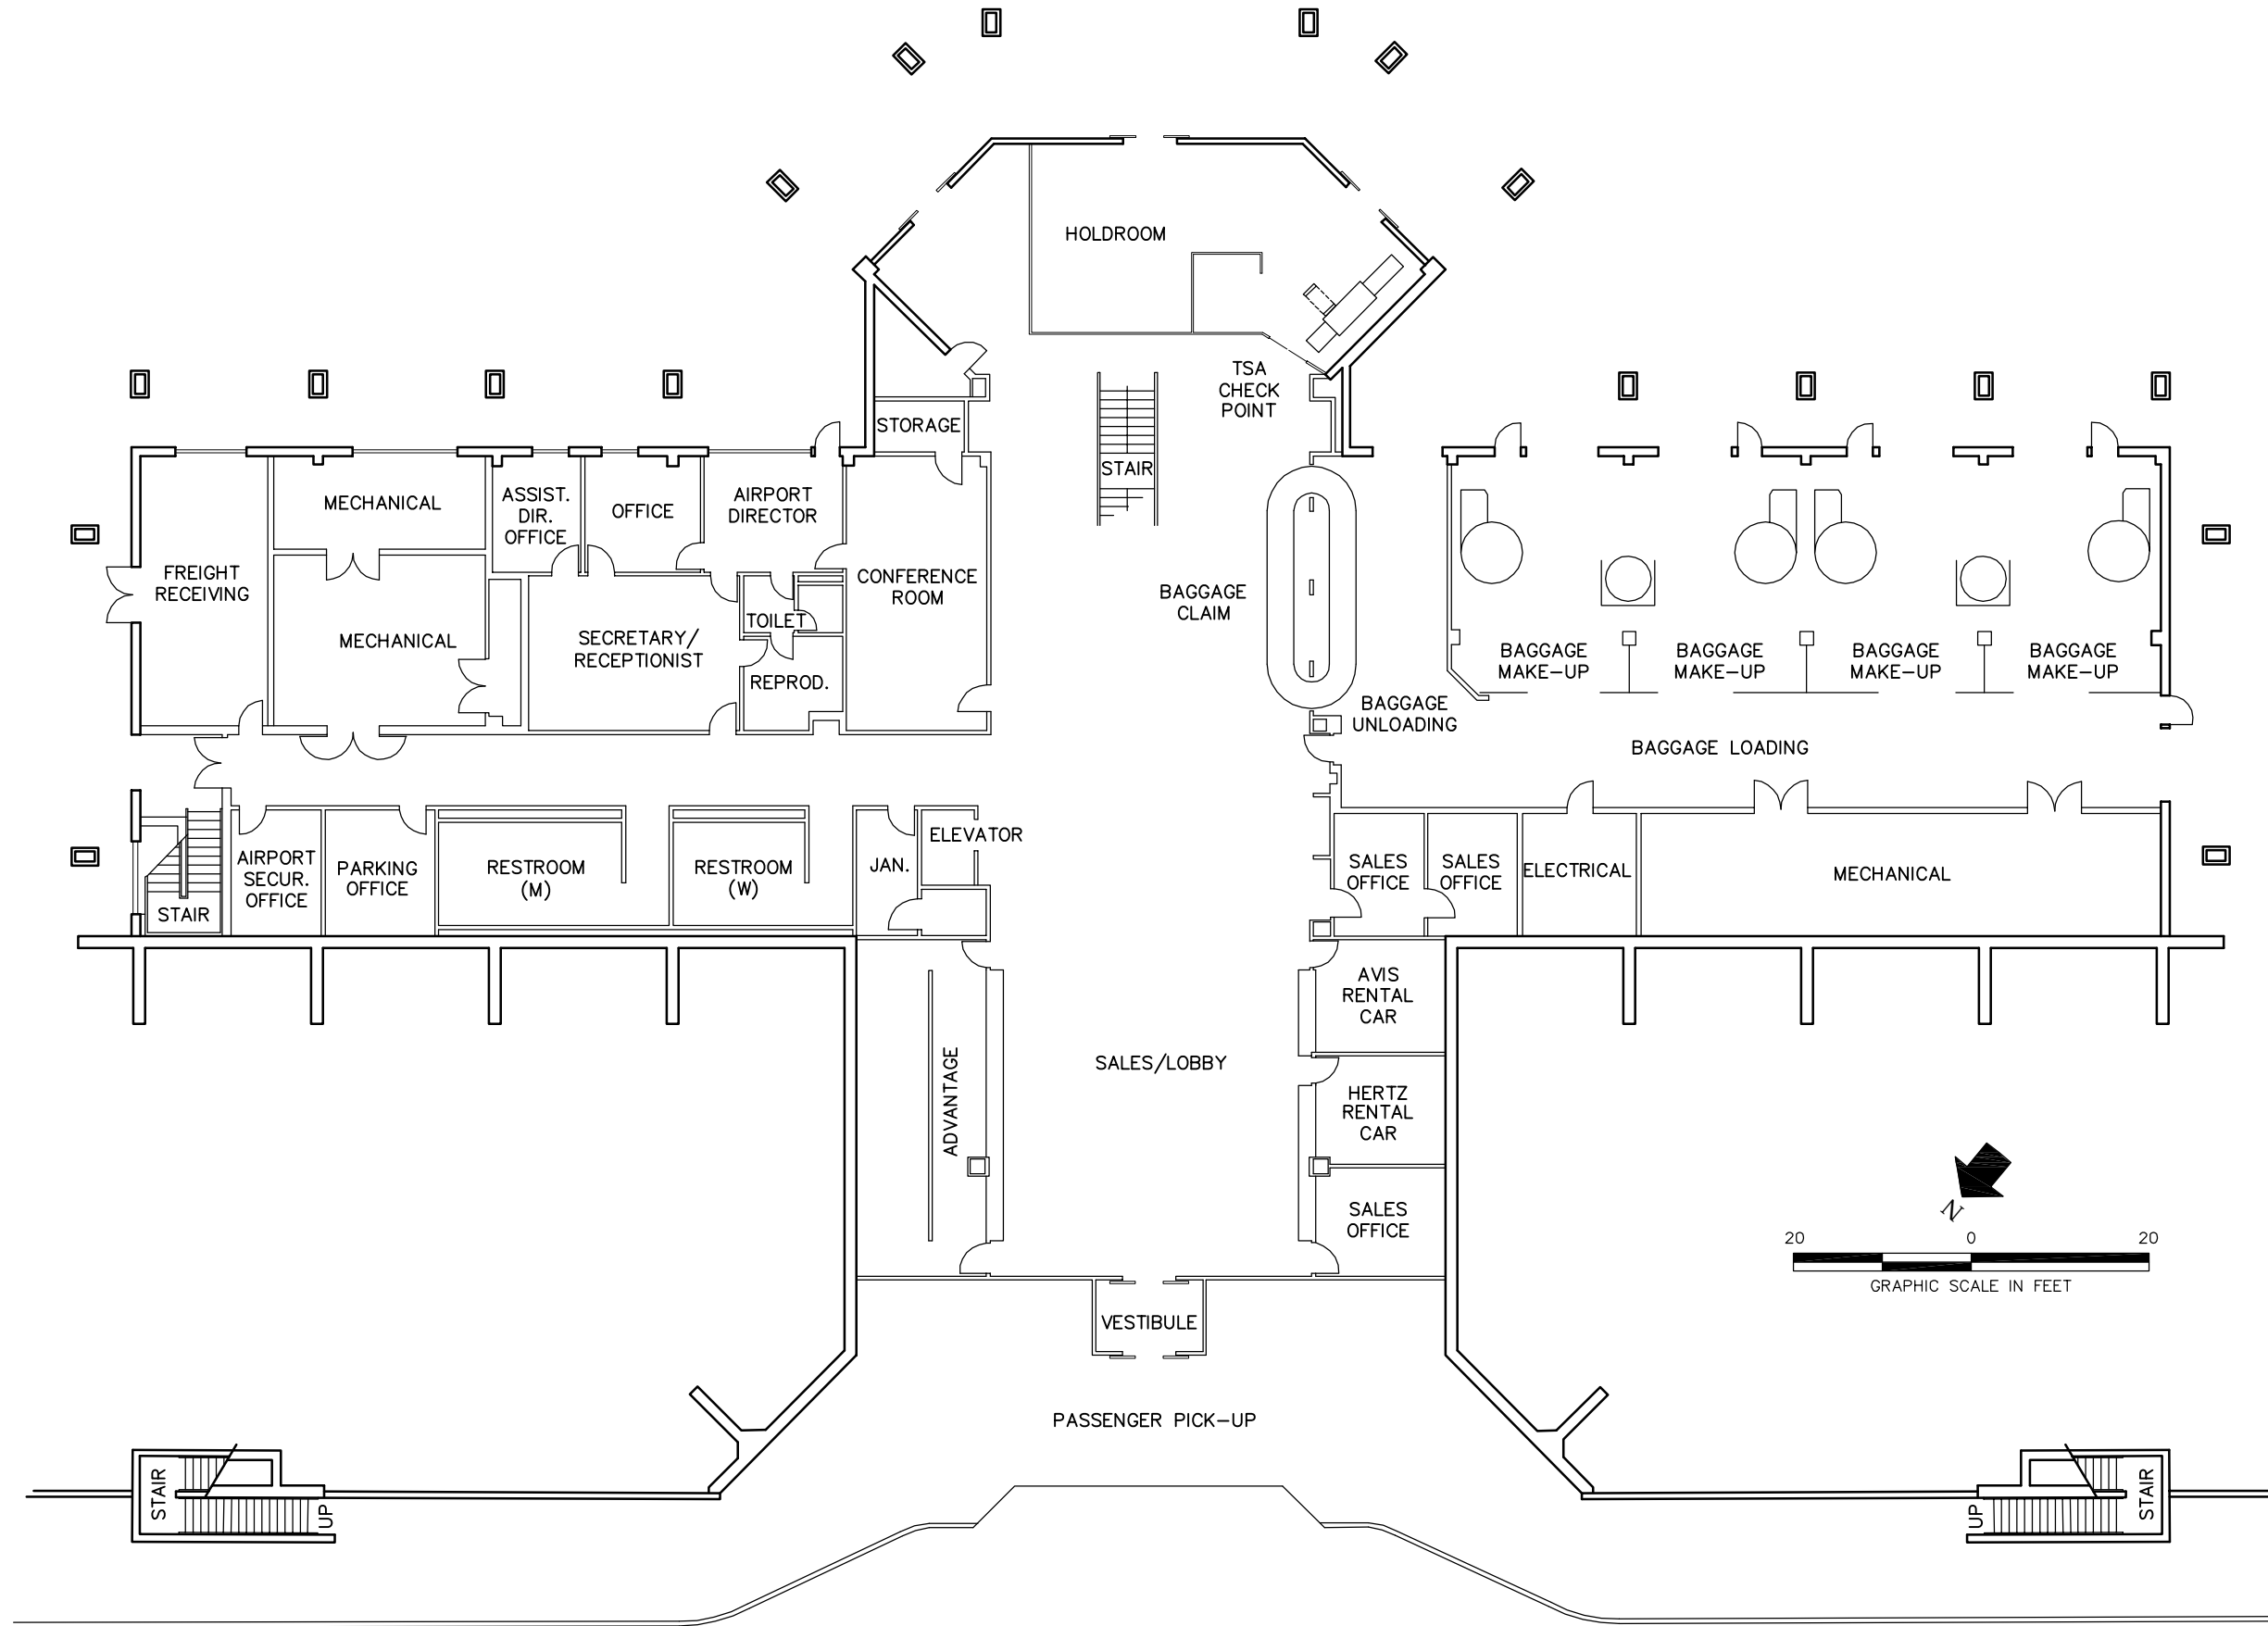 HOLDROOM
TSA
CHECK
POINT
STORAGE
STAIR
MECHANICAL
ASSIST.
DIR.
OFFICE
OFFICE
AIRPORT
DIRECTOR
FREIGHT
RECEIVING
CONFERENCE
ROOM
BAGGAGE
CLAIM
TOILET
MECHANICAL
SECRETARY/
RECEPTIONIST
REPROD.
BAGGAGE
MAKE-UP
BAGGAGE
MAKE-UP
BAGGAGE
MAKE-UP
BAGGAGE
MAKE-UP
BAGGAGE
UNLOADING
BAGGAGE LOADING
ELEVATOR
AIRPORT
SECUR.
OFFICE
PARKING
OFFICE
RESTROOM
(M)
RESTROOM
(W)
JAN.
SALES
OFFICE
SALES
OFFICE
ELECTRICAL
MECHANICAL
STAIR
AVIS
RENTAL
CAR
ADVANTAGE
SALES/LOBBY
HERTZ
RENTAL
CAR
SALES
OFFICE
N
20 0 20
GRAPHIC SCALE IN FEET
VESTIBULE
PASSENGER PICK-UP
STAIR
UP
UP
STAIR